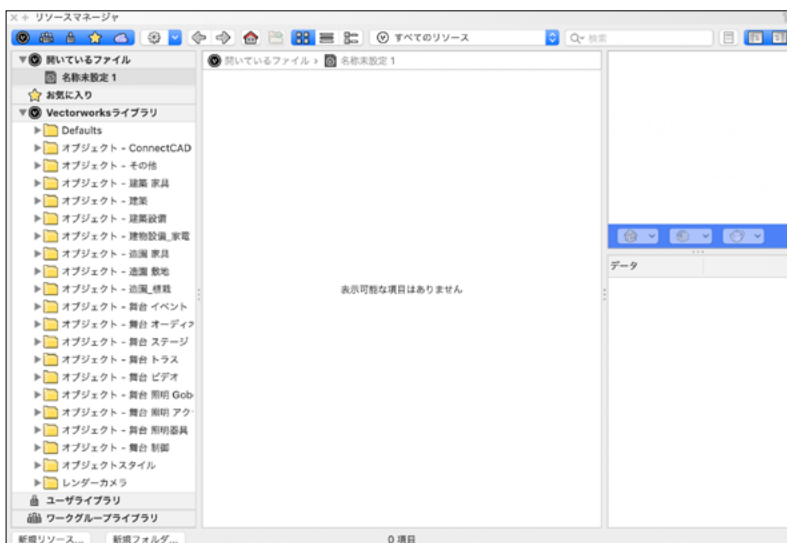 リソースマネージャ
すべてのリソース
検索
開いているファイル
名称未設定 1
お気に入り
Vectorworksライブラリ
Defaults
オブジェクト - ConnectCAD
オブジェクト - その他
オブジェクト - 建築 家具
オブジェクト - 建築
オブジェクト - 建築設備
オブジェクト - 建物設備_家電
オブジェクト - 造園 家具
オブジェクト - 造園 敷地
オブジェクト - 造園_植栽
オブジェクト - 舞台 イベント
オブジェクト - 舞台 オーディオ
オブジェクト - 舞台 ステージ
オブジェクト - 舞台 トラス
オブジェクト - 舞台 ビデオ
オブジェクト - 舞台 照明 Gob
オブジェクト - 舞台 照明 アク
オブジェクト - 舞台 照明器具
オブジェクト - 舞台 制御
オブジェクトスタイル
レンダーカメラ
ユーザライブラリ
ワークグループライブラリ
新規リソース...
新規フォルダ...
開いているファイル › 名称未設定 1
表示可能な項目はありません
0 項目
データ